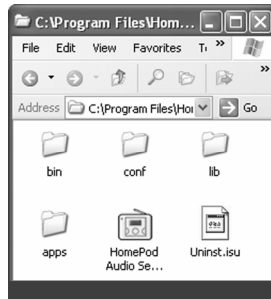 C:\Program Files\Hom...
File Edit View Favorites T »
»
Address C:\Program Files\Ho Go
bin conf lib
apps HomePod Audio Se... Uninst.isu